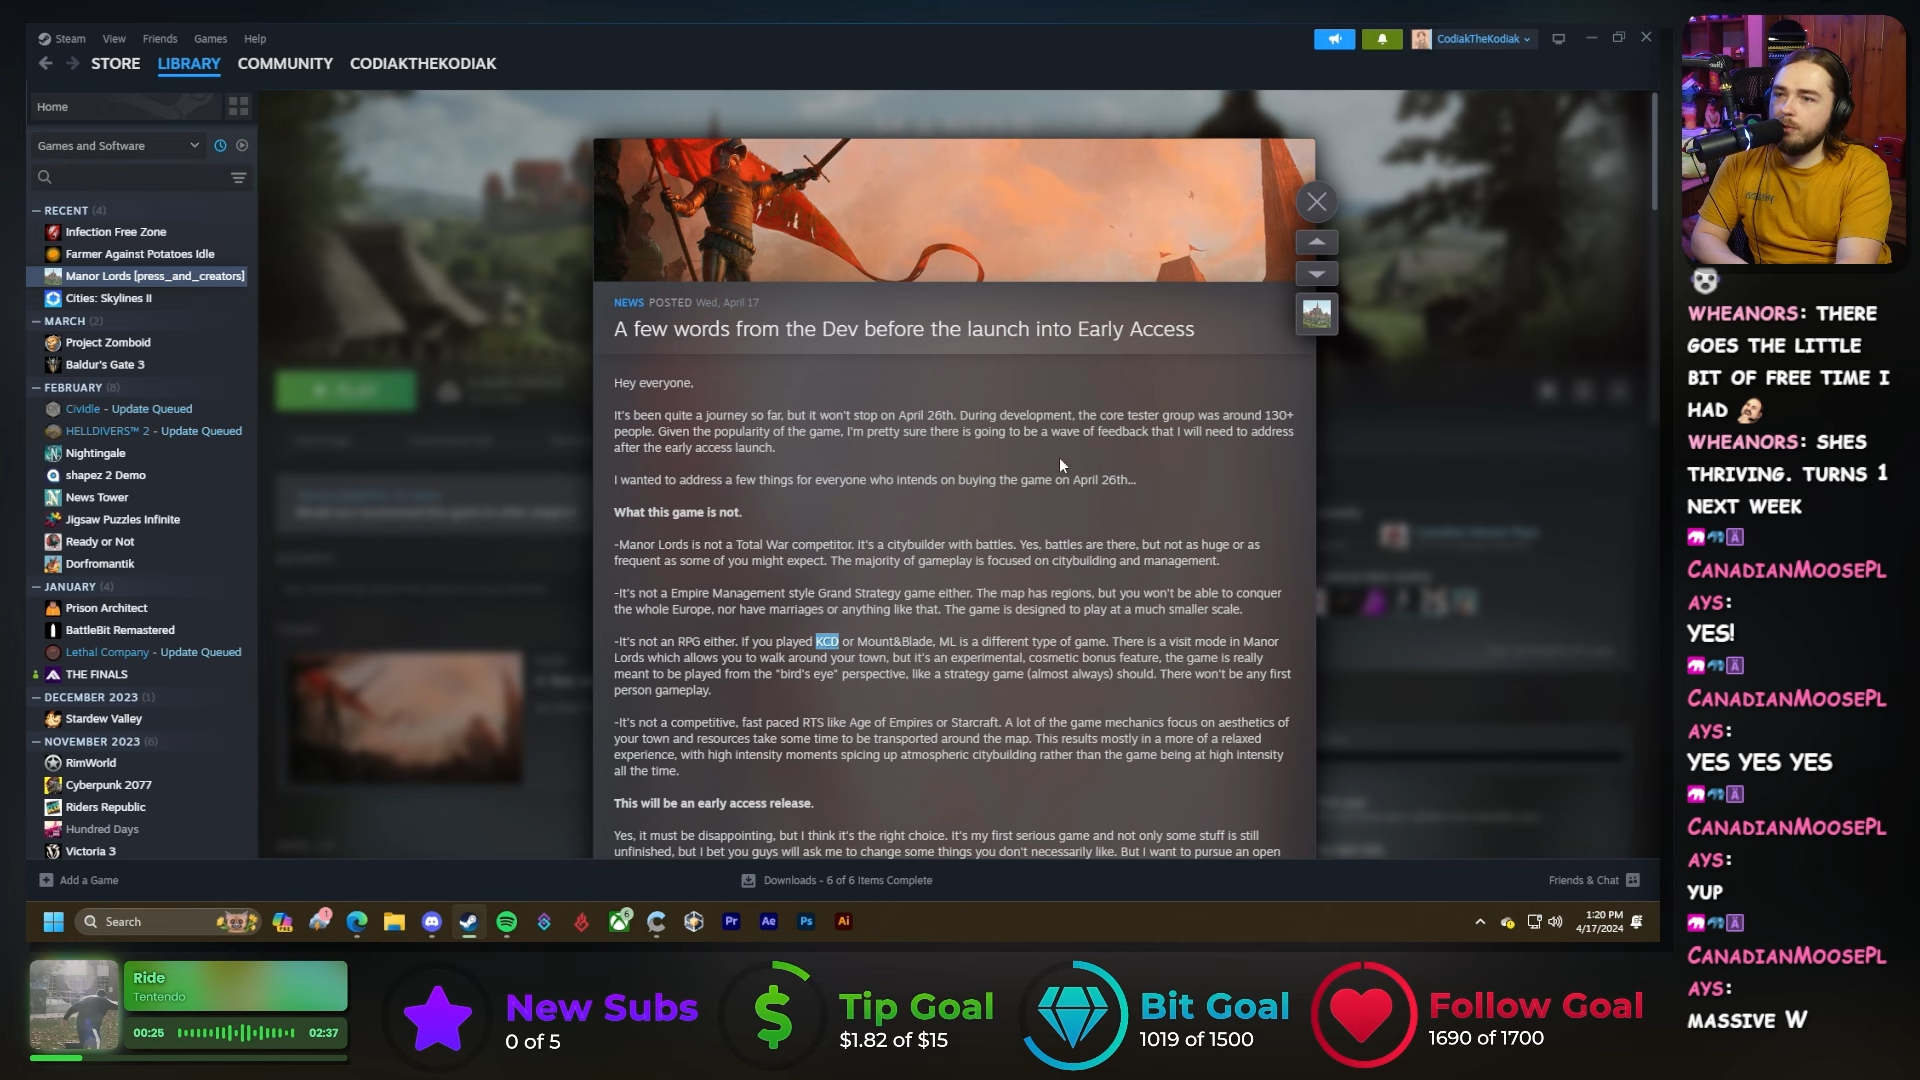 Steam View Friends Games Help
CodiakTheKodiak
STORE LIBRARY COMMUNITY CODIAKTHEKODIAK
Home
Games and Software
— RECENT (4)
Infection Free Zone
Farmer Against Potatoes Idle
Manor Lords [press_and_creators]
Cities: Skylines II
— MARCH (2)
Project Zomboid
Baldur's Gate 3
— FEBRUARY (8)
CivIdle - Update Queued
HELLDIVERS™ 2 - Update Queued
Nightingale
shapez 2 Demo
News Tower
Jigsaw Puzzles Infinite
Ready or Not
Dorfromantik
— JANUARY (4)
Prison Architect
BattleBit Remastered
Lethal Company - Update Queued
THE FINALS
— DECEMBER 2023 (1)
Stardew Valley
— NOVEMBER 2023 (6)
RimWorld
Cyberpunk 2077
Riders Republic
Hundred Days
Victoria 3
NEWS POSTED Wed, April 17
A few words from the Dev before the launch into Early Access
Hey everyone,
It's been quite a journey so far, but it won't stop on April 26th. During development, the core tester group was around 130+
people. Given the popularity of the game, I'm pretty sure there is going to be a wave of feedback that I will need to address
after the early access launch.
I wanted to address a few things for everyone who intends on buying the game on April 26th...
What this game is not.
-Manor Lords is not a Total War competitor. It's a citybuilder with battles. Yes, battles are there, but not as huge or as
frequent as some of you might expect. The majority of gameplay is focused on citybuilding and management.
-It's not a Empire Management style Grand Strategy game either. The map has regions, but you won't be able to conquer
the whole Europe, nor have marriages or anything like that. The game is designed to play at a much smaller scale.
-It's not an RPG either. If you played KCD or Mount&Blade, ML is a different type of game. There is a visit mode in Manor
Lords which allows you to walk around your town, but it's an experimental, cosmetic bonus feature, the game is really
meant to be played from the "bird's eye" perspective, like a strategy game (almost always) should. There won't be any first
person gameplay.
-It's not a competitive, fast paced RTS like Age of Empires or Starcraft. A lot of the game mechanics focus on aesthetics of
your town and resources take some time to be transported around the map. This results mostly in a more of a relaxed
experience, with high intensity moments spicing up atmospheric citybuilding rather than the game being at high intensity
all the time.
This will be an early access release.
Yes, it must be disappointing, but I think it's the right choice. It's my first serious game and not only some stuff is still
unfinished, but I bet you guys will ask me to change some things you don't necessarily like. But I want to pursue an open
Add a Game
Downloads - 6 of 6 Items Complete
Friends & Chat
Search
Pr Ae Ps Ai
1:20 PM
4/17/2024
WHEANORS: THERE
GOES THE LITTLE
BIT OF FREE TIME I
HAD
WHEANORS: SHES
THRIVING. TURNS 1
NEXT WEEK
CANADIANMOOSEPL
AYS:
YES!
CANADIANMOOSEPL
AYS:
YES YES YES
CANADIANMOOSEPL
AYS:
YUP
CANADIANMOOSEPL
AYS:
MASSIVE W
Ride
Tentendo
00:25 02:37
New Subs
0 of 5
Tip Goal
$1.82 of $15
Bit Goal
1019 of 1500
Follow Goal
1690 of 1700